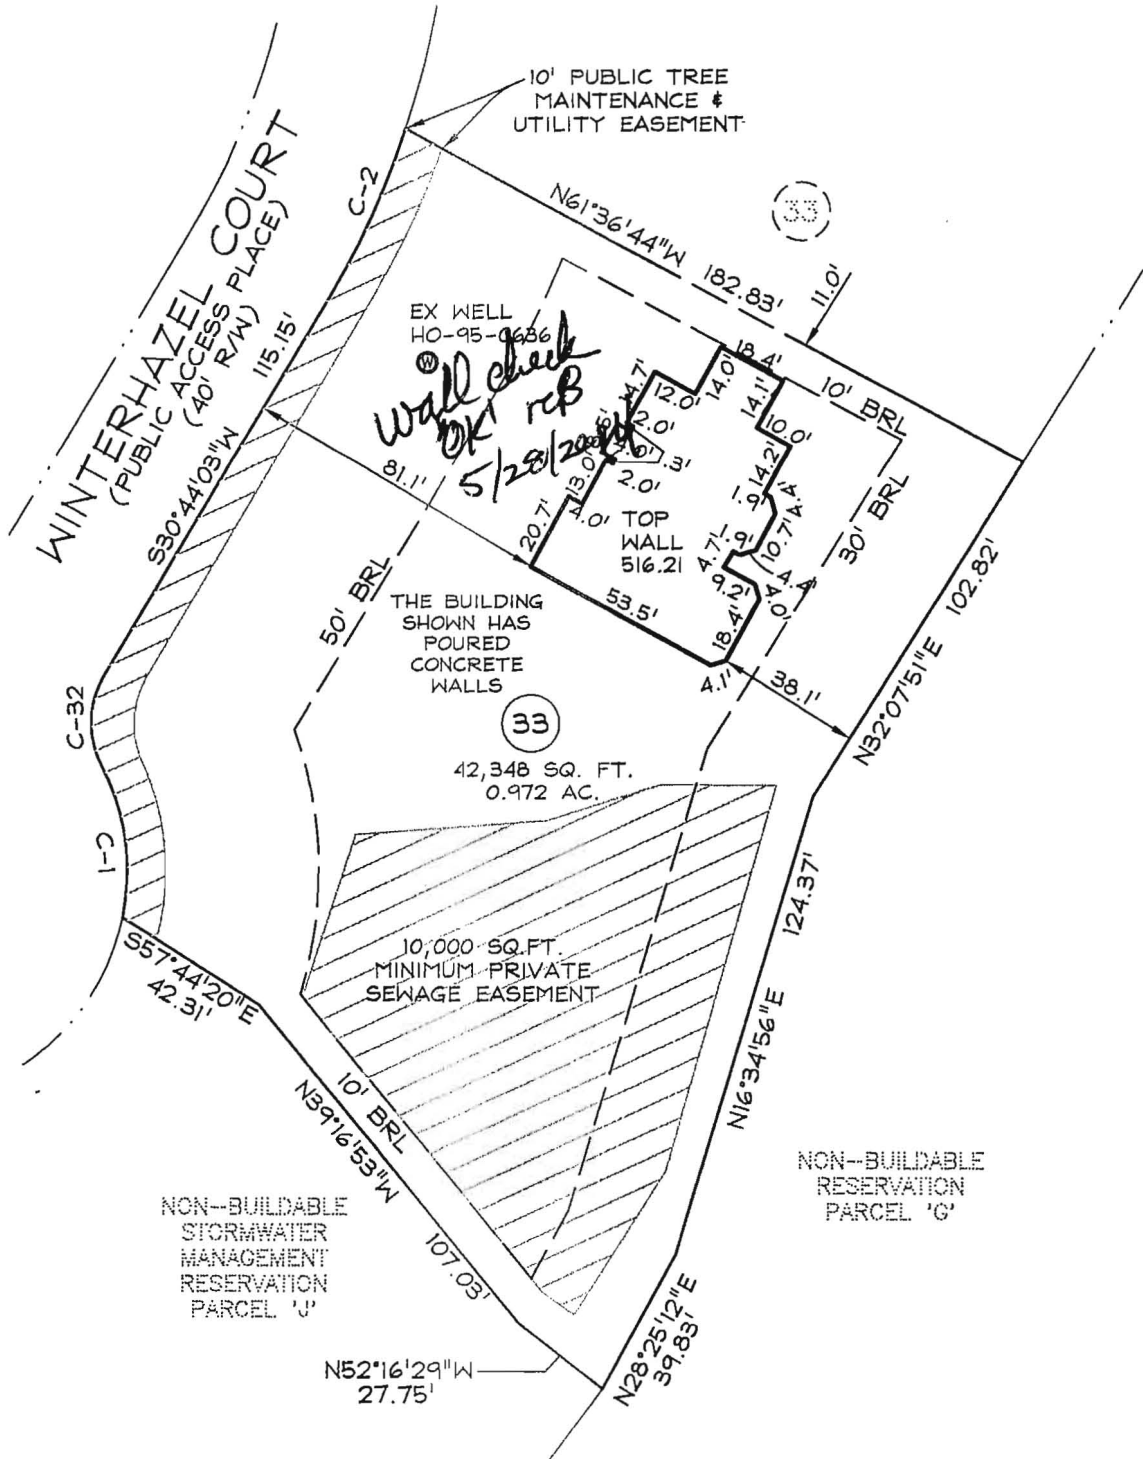 10' PUBLIC TREE
MAINTENANCE &
UTILITY EASEMENT
WINTERHAZEL COURT
(PUBLIC ACCESS PLACE)
(40' R/W)
C-2
N61°36'44"W 182.83'
33
11.0'
115.15'
S30°44'03"W
EX WELL
HO-95-0636
W
wall check
OK' rcB
5/28/20
81.1'
18.4'
14.0'
14.1'
10' BRL
14.7'
12.0'
10.0'
2.0'
14.2'
13.0'
.3'
2.0'
4.0'
1.9'
4.4'
20.7'
TOP
WALL
516.21
1.9'
10.7'
4.7'
4.4'
9.2'
4.0'
18.4'
53.5'
4.1'
38.1'
30' BRL
N32°07'51"E 102.82'
50' BRL
THE BUILDING
SHOWN HAS
POURED
CONCRETE
WALLS
33
42,348 SQ. FT.
0.972 AC.
C-32
C-1
124.37'
N16°34'56"E
10,000 SQ.FT.
MINIMUM PRIVATE
SEWAGE EASEMENT
S57°44'20"E
42.31'
10' BRL
N39°16'53"W
107.03'
NON-BUILDABLE
STORMWATER
MANAGEMENT
RESERVATION
PARCEL 'J'
NON-BUILDABLE
RESERVATION
PARCEL 'G'
N52°16'29"W
27.75'
N28°25'12"E
39.83'